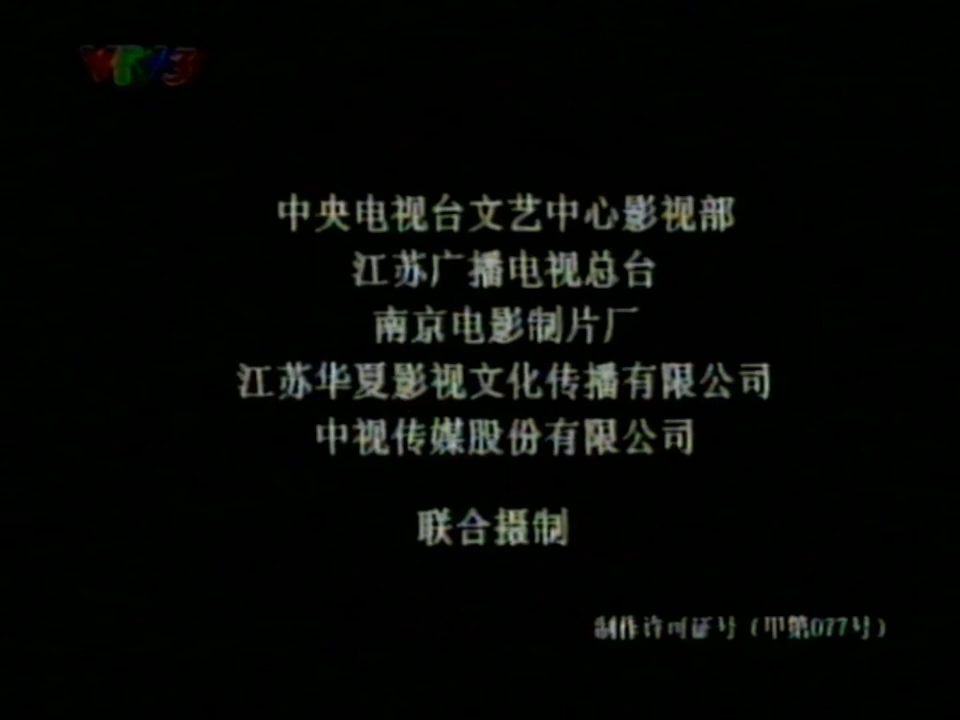 VTV3
中央电视台文艺中心影视部
江苏广播电视总台
南京电影制片厂
江苏华夏影视文化传播有限公司
中视传媒股份有限公司
联合摄制
制作许可证号（甲第077号）